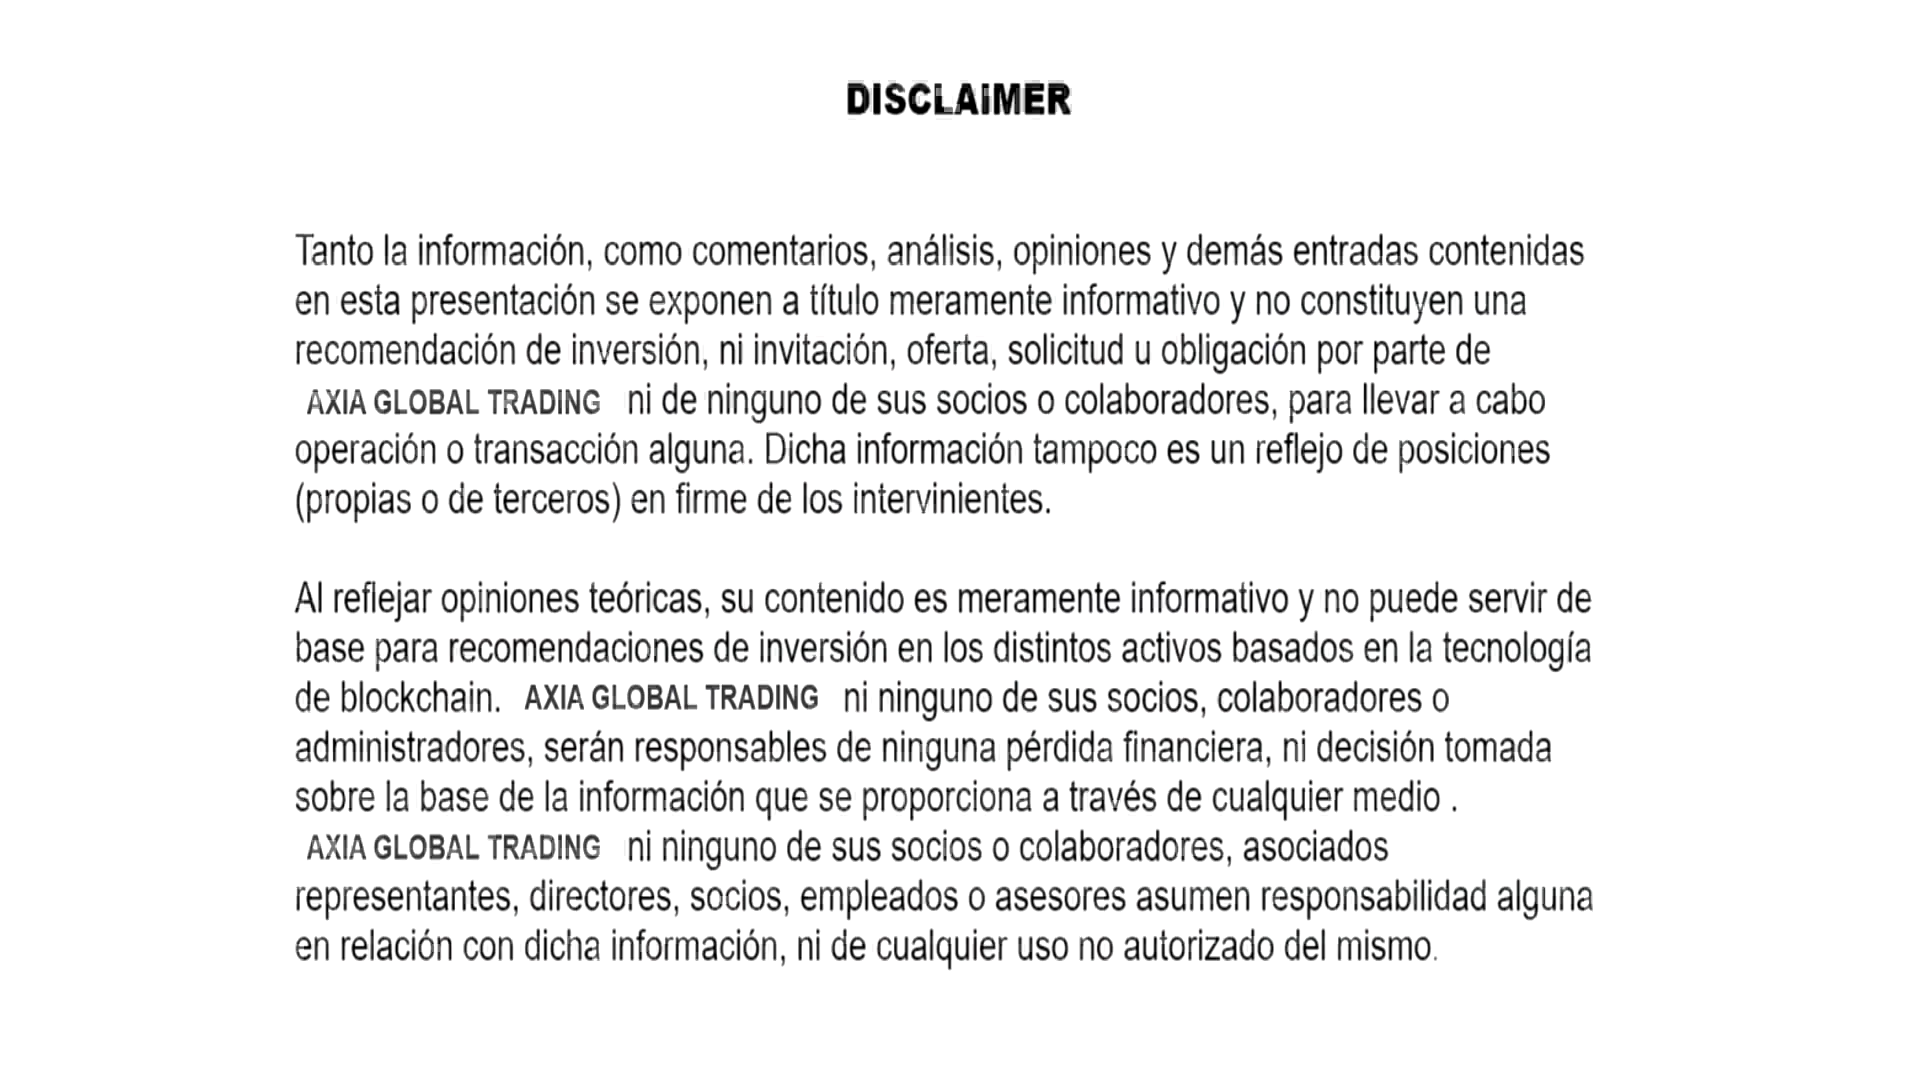 DISCLAiMER
Tanto la información, como comentarios, análisis, opiniones y demás entradas contenidas
en esta presentación se exponen a título meramente informativo y no constituyen una
recomendación de inversión, ni invitación, oferta, solicitud u obligación por parte de
AXIA GLOBAL TRADING ni de ninguno de sus socios o colaboradores, para llevar a cabo
operación o transacción alguna. Dicha información tampoco es un reflejo de posiciones
(propias o de terceros) en firme de los intervinientes.
Al reflejar opiniones teóricas, su contenido es meramente informativo y no puede servir de
base para recomendaciones de inversión en los distintos activos basados en la tecnología
de blockchain. AXIA GLOBAL TRADING ni ninguno de sus socios, colaboradores o
administradores, serán responsables de ninguna pérdida financiera, ni decisión tomada
sobre la base de la información que se proporciona a través de cualquier medio .
AXIA GLOBAL TRADING ni ninguno de sus socios o colaboradores, asociados
representantes, directores, socios, empleados o asesores asumen responsabilidad alguna
en relación con dicha información, ni de cualquier uso no autorizado del mismo.